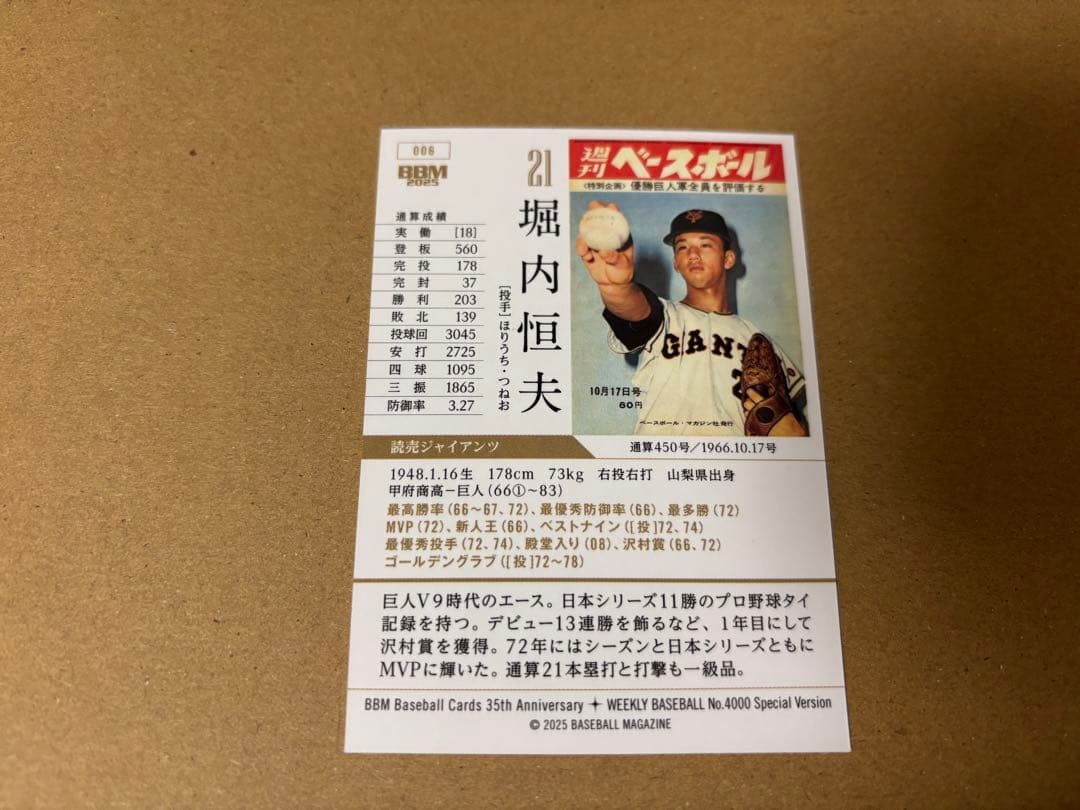 006
BBM
2025
通算成績
実働 [18]
登板 560
完投 178
完封 37
勝利 203
敗北 139
投球回 3045
安打 2725
四球 1095
三振 1865
防御率 3.27
21
堀内恒夫
[投手]ほりうち・つねお
週刊ベースボール
〈特別企画〉優勝巨人軍全員を評価する
GIANT
2
10月17日号
60円
ベースボール・マガジン社発行
読売ジャイアンツ
通算450号/1966.10.17号
1948.1.16生 178cm 73kg 右投右打 山梨県出身
甲府商高−巨人(66①〜83)
最高勝率(66〜67、72)、最優秀防御率(66)、最多勝(72)
MVP(72)、新人王(66)、ベストナイン([投]72、74)
最優秀投手(72、74)、殿堂入り(08)、沢村賞(66、72)
ゴールデングラブ([投]72〜78)
巨人V9時代のエース。日本シリーズ11勝のプロ野球タイ
記録を持つ。デビュー13連勝を飾るなど、1年目にして
沢村賞を獲得。72年にはシーズンと日本シリーズともに
MVPに輝いた。通算21本塁打と打撃も一級品。
BBM Baseball Cards 35th Anniversary ✦ WEEKLY BASEBALL No.4000 Special Version
© 2025 BASEBALL MAGAZINE